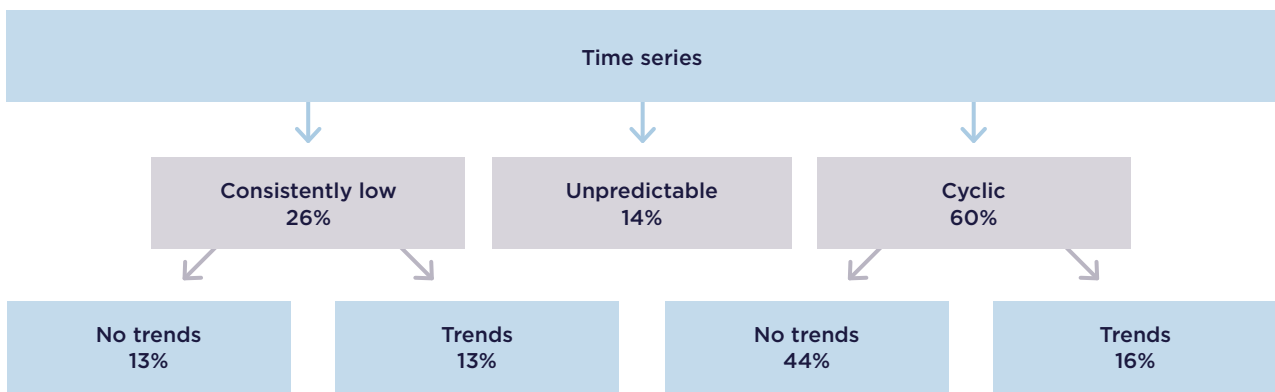 Time series
Consistently low
26%
Unpredictable
14%
Cyclic
60%
No trends
13%
Trends
13%
No trends
44%
Trends
16%